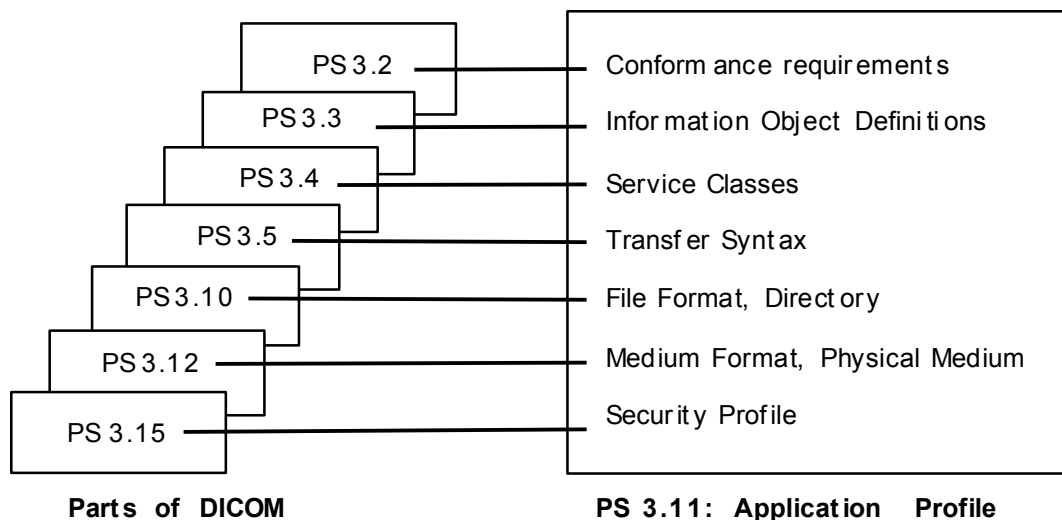 PS 3.2 Conformance requirements
PS 3.3 Information Object Definitions
PS 3.4 Service Classes
PS 3.5 Transfer Syntax
PS 3.10 File Format, Directory
PS 3.12 Medium Format, Physical Medium
PS 3.15 Security Profile
Parts of DICOM PS 3.11: Application Profile